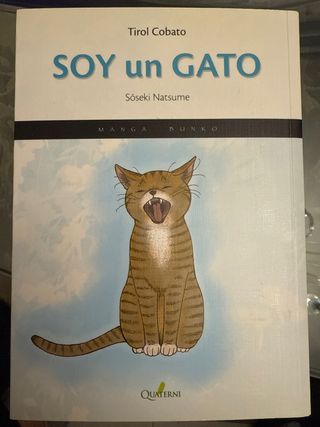 Tirol Cobato
SOY un GATO
Sōseki Natsume
MANGA BUNKO
QUATERNI